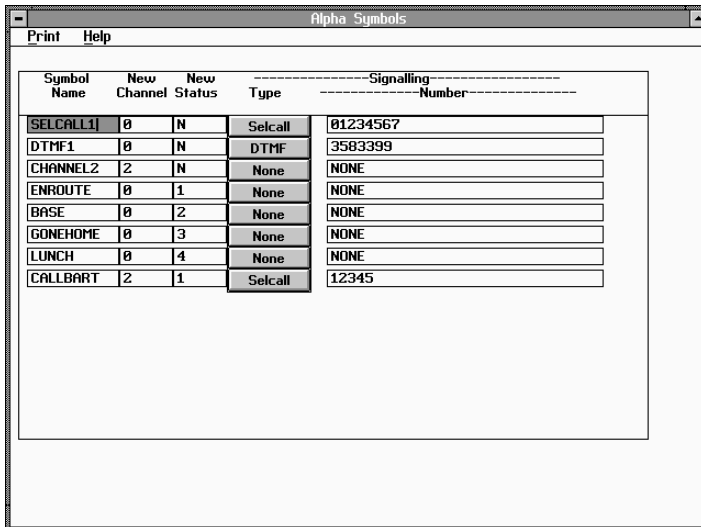 Alpha Symbols
Print Help
Symbol New New ---------------Signalling-----------------
Name Channel Status Type -------------Number--------------
SELCALL1 0 N Selcall 01234567
DTMF1 0 N DTMF 3583399
CHANNEL2 2 N None NONE
ENROUTE 0 1 None NONE
BASE 0 2 None NONE
GONEHOME 0 3 None NONE
LUNCH 0 4 None NONE
CALLBART 2 1 Selcall 12345